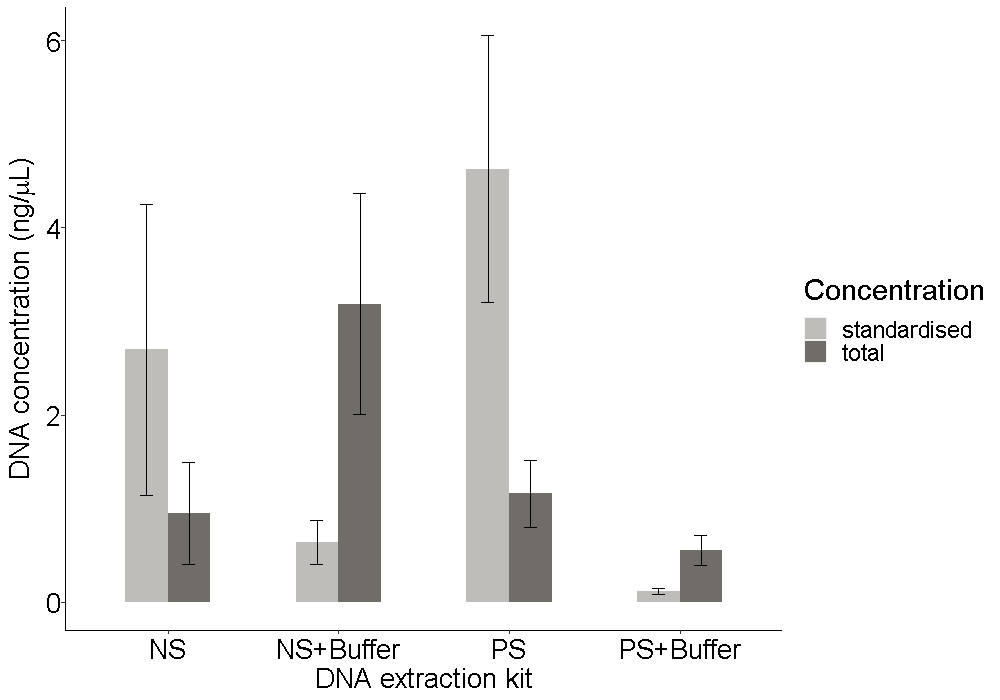 DNA concentration (ng/μL)
6
4
2
0
NS NS+Buffer PS PS+Buffer
DNA extraction kit
Concentration
standardised
total